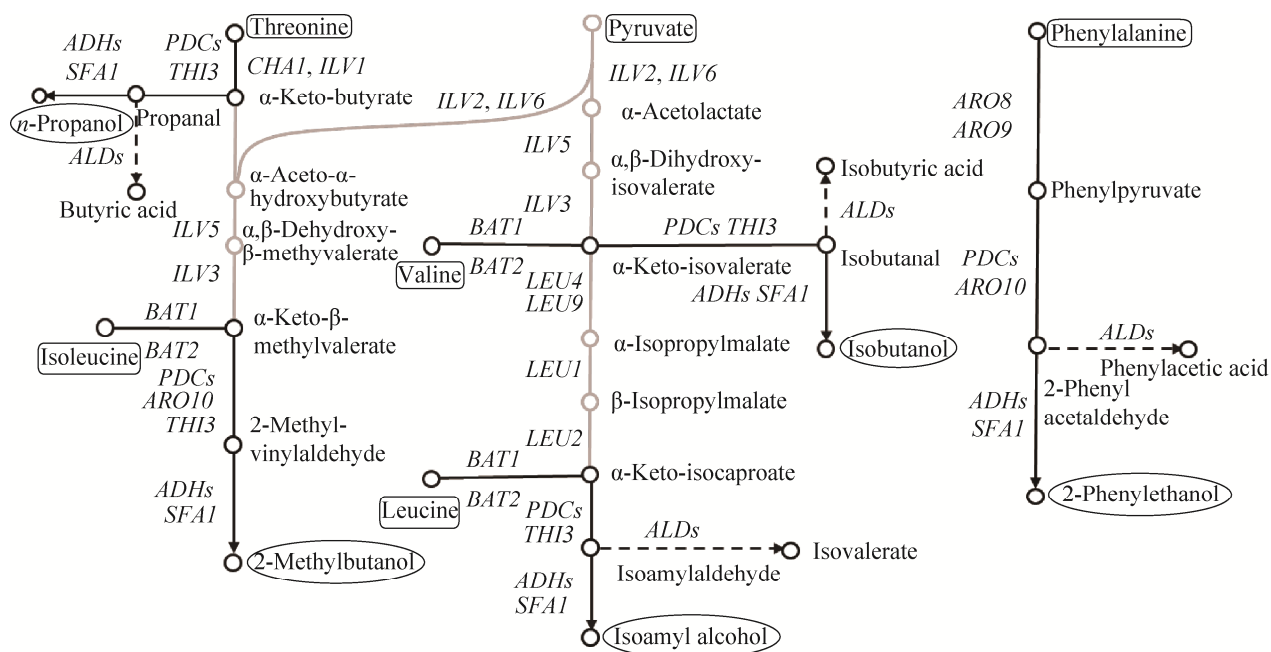 Threonine
Pyruvate
Phenylalanine
ADHs
SFA1
PDCs
THI3
CHA1, ILV1
α-Keto-butyrate
n-Propanol
Propanal
ALDs
Butyric acid
ILV2, ILV6
ILV2, ILV6
α-Acetolactate
ILV5
α,β-Dihydroxy-
isovalerate
ILV3
α-Aceto-α-
hydroxybutyrate
ILV5
α,β-Dehydroxy-
β-methyvalerate
ILV3
BAT1
BAT2
Isoleucine
α-Keto-β-
methylvalerate
PDCs
ARO10
THI3
2-Methyl-
vinylaldehyde
ADHs
SFA1
2-Methylbutanol
BAT1
BAT2
Valine
α-Keto-isovalerate
PDCs THI3
Isobutyric acid
ALDs
Isobutanal
ADHs SFA1
Isobutanol
LEU4
LEU9
α-Isopropylmalate
LEU1
β-Isopropylmalate
LEU2
BAT1
BAT2
Leucine
α-Keto-isocaproate
PDCs
THI3
ALDs
Isovalerate
Isoamylaldehyde
ADHs
SFA1
Isoamyl alcohol
ARO8
ARO9
Phenylpyruvate
PDCs
ARO10
ALDs
Phenylacetic acid
2-Phenyl
acetaldehyde
ADHs
SFA1
2-Phenylethanol